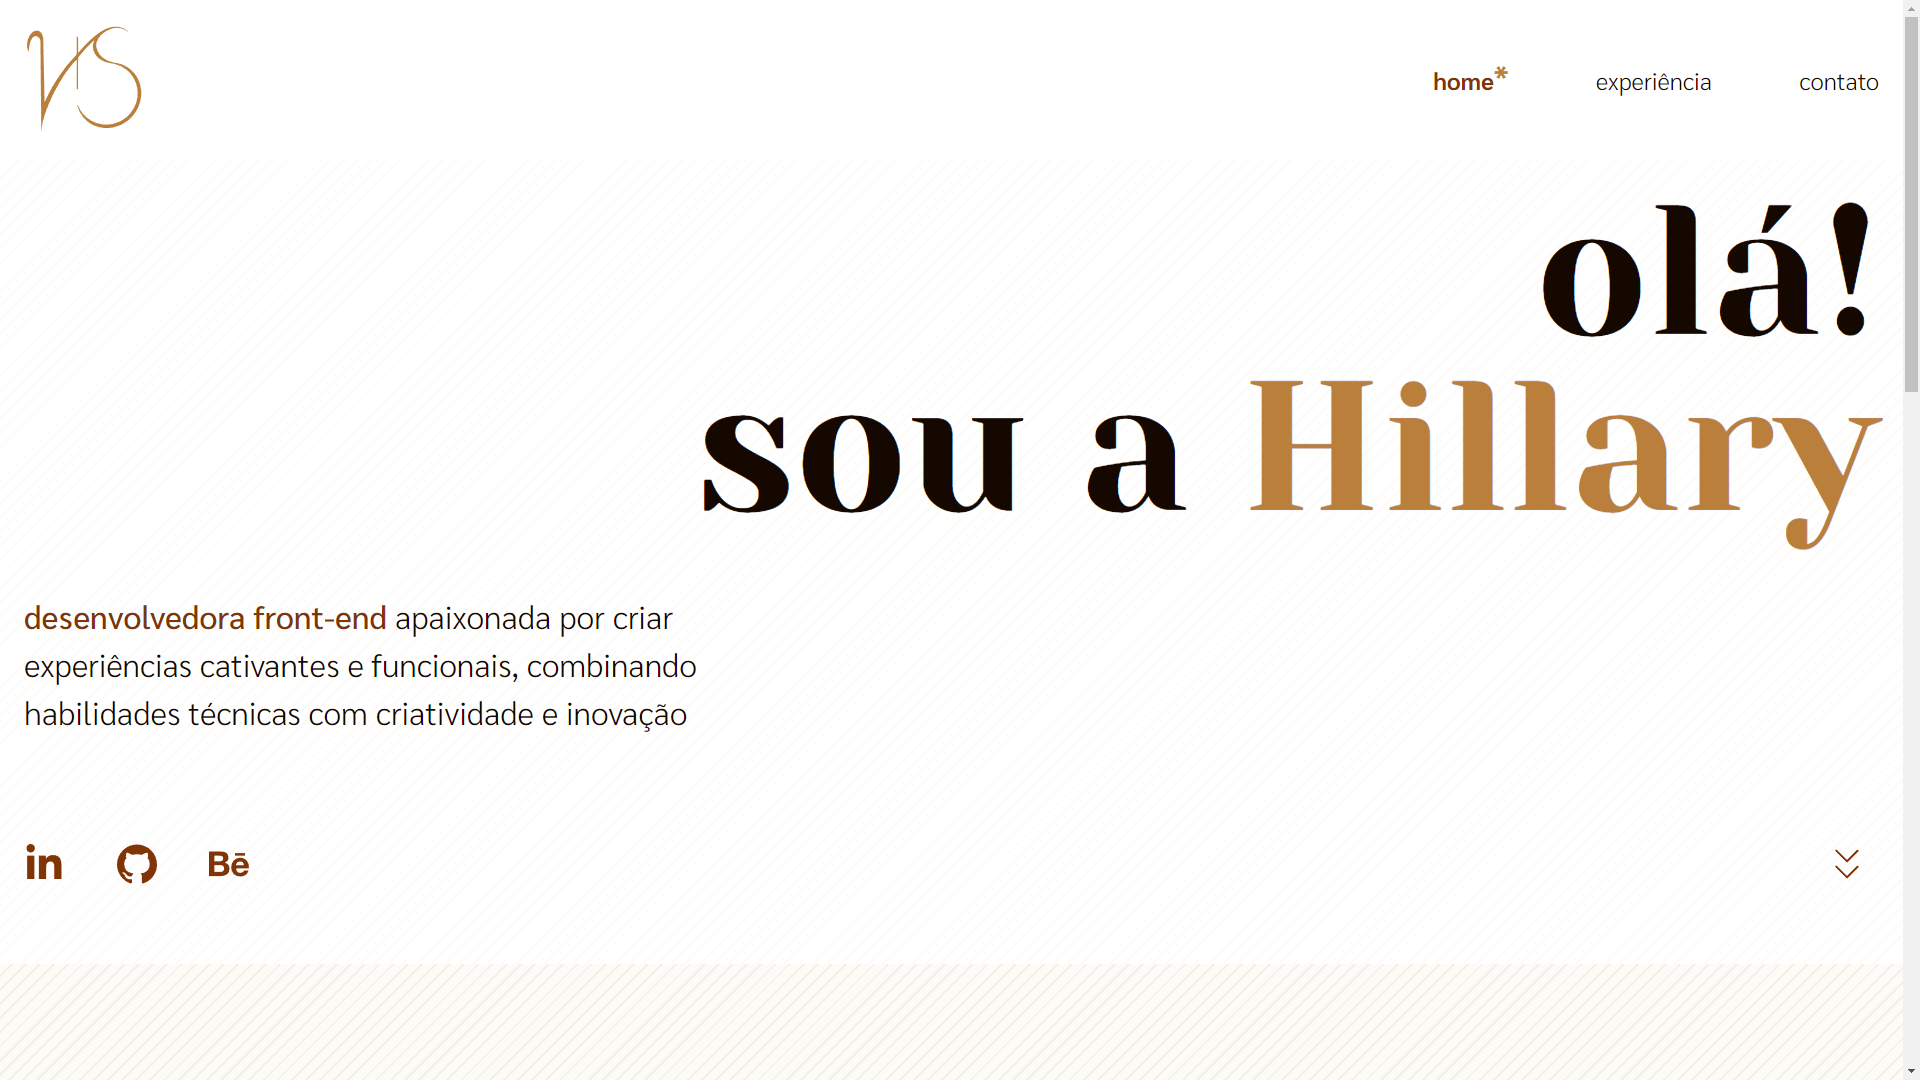 VHS
home*
experiência
contato
olá!
sou a Hillary
desenvolvedora front-end apaixonada por criar
experiências cativantes e funcionais, combinando
habilidades técnicas com criatividade e inovação
in
Bē